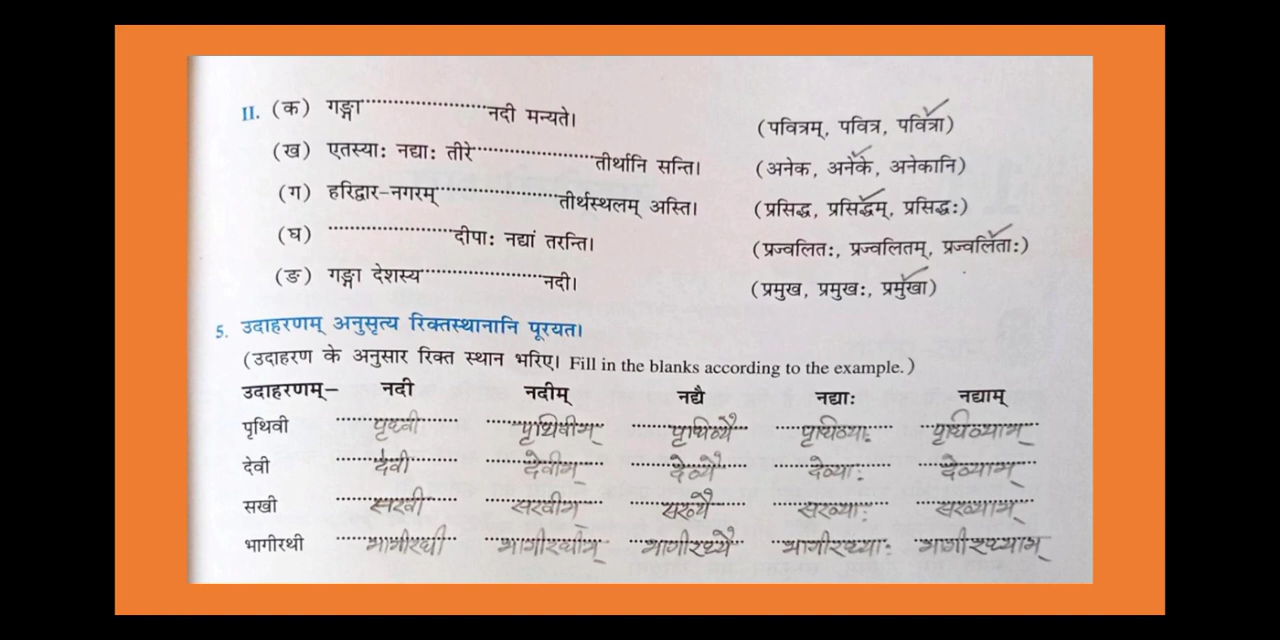 II. (क) गङ्गा.....................नदी मन्यते। (पवित्रम्, पवित्र, पवित्रा)
(ख) एतस्याः नद्याः तीरे.....................तीर्थानि सन्ति। (अनेक, अनेके, अनेकानि)
(ग) हरिद्वार-नगरम्.....................तीर्थस्थलम् अस्ति। (प्रसिद्ध, प्रसिद्धम्, प्रसिद्धः)
(घ) .....................दीपाः नद्यां तरन्ति। (प्रज्वलितः, प्रज्वलितम्, प्रज्वलिताः)
(ङ) गङ्गा देशस्य.....................नदी। (प्रमुख, प्रमुखः, प्रमुखा)
5. उदाहरणम् अनुसृत्य रिक्तस्थानानि पूरयत।
(उदाहरण के अनुसार रिक्त स्थान भरिए। Fill in the blanks according to the example.)
उदाहरणम्– नदी नदीम् नद्यै नद्याः नद्याम्
पृथिवी पृथ्वी पृथिवीम् पृथिव्यै पृथिव्याः पृथिव्याम्
देवी देवी देवीम् देव्यै देव्याः देव्याम्
सखी सखी सखीम् सख्यै सख्याः सख्याम्
भागीरथी भागीरथी भागीरथीम् भागीरथ्यै भागीरथ्याः भागीरथ्याम्